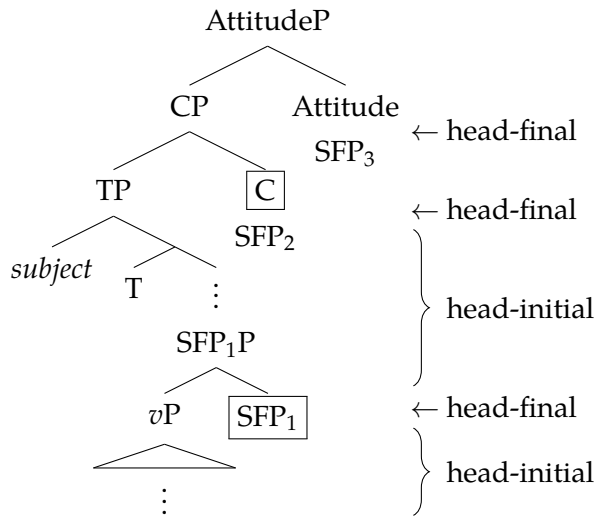 AttitudeP
CP Attitude
SFP₃ ← head-final
TP C
SFP₂ ← head-final
subject
T ⋮ head-initial
SFP₁P
vP SFP₁ ← head-final
head-initial
⋮